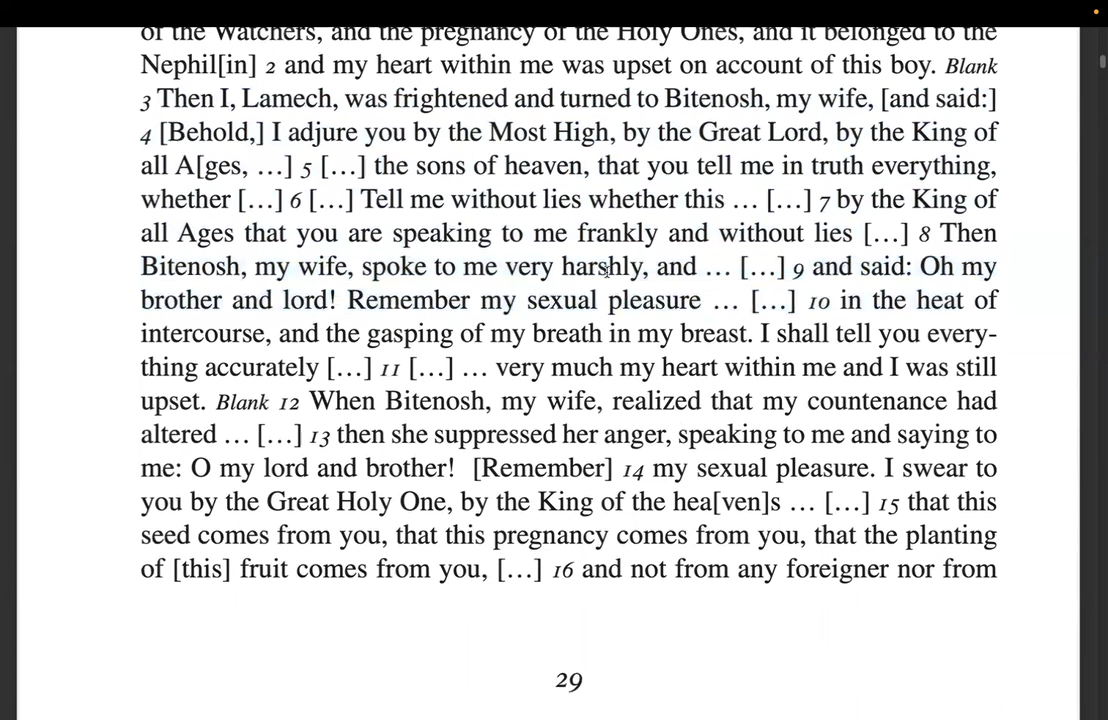 of the Watchers, and the pregnancy of the Holy Ones, and it belonged to the
Nephil[in] 2 and my heart within me was upset on account of this boy. Blank
3 Then I, Lamech, was frightened and turned to Bitenosh, my wife, [and said:]
4 [Behold,] I adjure you by the Most High, by the Great Lord, by the King of
all A[ges, …] 5 […] the sons of heaven, that you tell me in truth everything,
whether […] 6 […] Tell me without lies whether this … […] 7 by the King of
all Ages that you are speaking to me frankly and without lies […] 8 Then
Bitenosh, my wife, spoke to me very harshly, and … […] 9 and said: Oh my
brother and lord! Remember my sexual pleasure … […] 10 in the heat of
intercourse, and the gasping of my breath in my breast. I shall tell you every-
thing accurately […] 11 […] … very much my heart within me and I was still
upset. Blank 12 When Bitenosh, my wife, realized that my countenance had
altered … […] 13 then she suppressed her anger, speaking to me and saying to
me: O my lord and brother! [Remember] 14 my sexual pleasure. I swear to
you by the Great Holy One, by the King of the hea[ven]s … […] 15 that this
seed comes from you, that this pregnancy comes from you, that the planting
of [this] fruit comes from you, […] 16 and not from any foreigner nor from
29